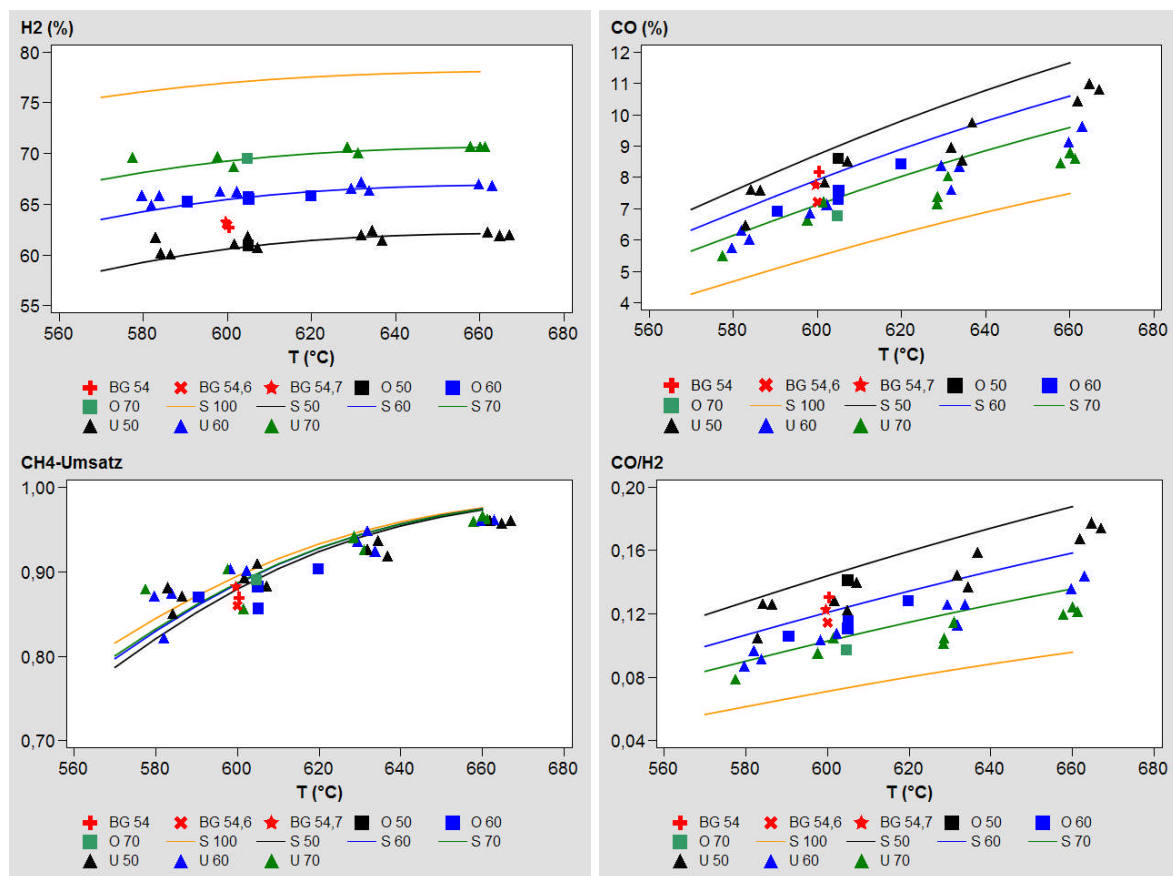 H2 (%)
80
75
70
65
60
55
560 580 600 620 640 660 680
T (°C)
BG 54 BG 54,6 BG 54,7 O 50 O 60
O 70 S 100 S 50 S 60 S 70
U 50 U 60 U 70
CO (%)
12
11
10
9
8
7
6
5
4
560 580 600 620 640 660 680
T (°C)
BG 54 BG 54,6 BG 54,7 O 50 O 60
O 70 S 100 S 50 S 60 S 70
U 50 U 60 U 70
CH4-Umsatz
1,00
0,90
0,80
0,70
560 580 600 620 640 660 680
T (°C)
BG 54 BG 54,6 BG 54,7 O 50 O 60
O 70 S 100 S 50 S 60 S 70
U 50 U 60 U 70
CO/H2
0,20
0,16
0,12
0,08
0,04
560 580 600 620 640 660 680
T (°C)
BG 54 BG 54,6 BG 54,7 O 50 O 60
O 70 S 100 S 50 S 60 S 70
U 50 U 60 U 70